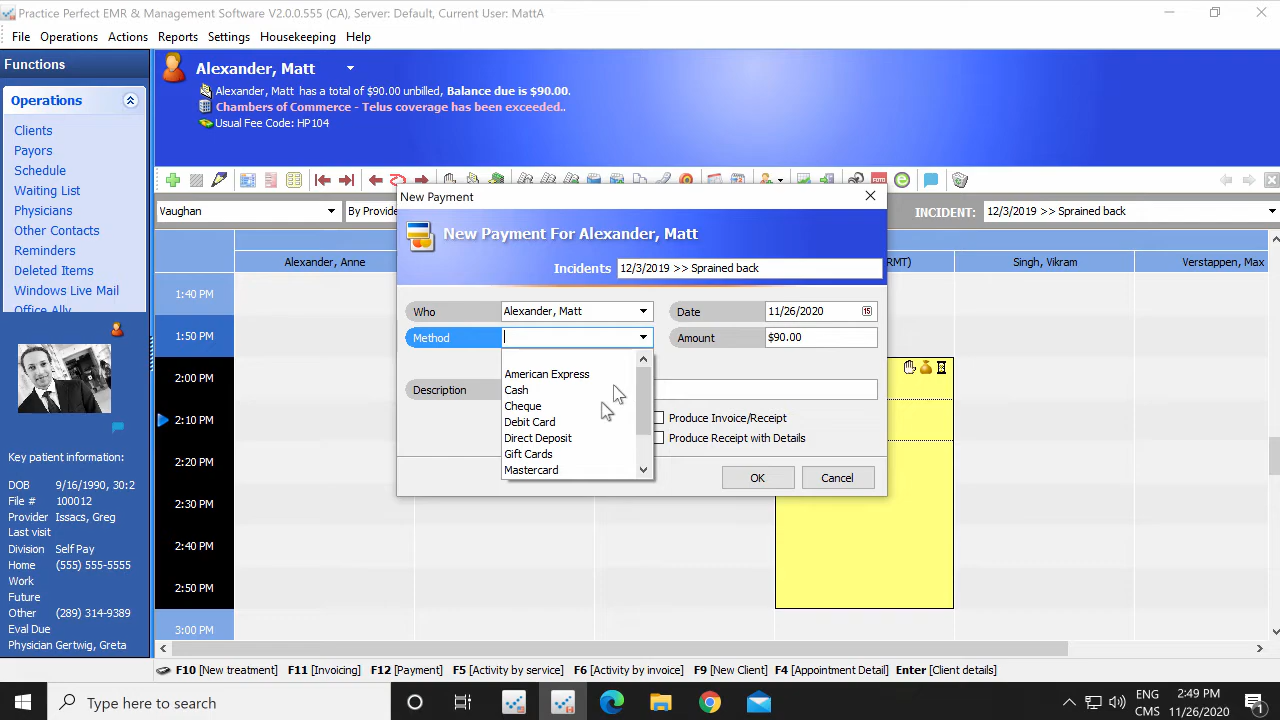 Practice Perfect EMR & Management Software V2.0.0.555 (CA), Server: Default, Current User: MattA
File Operations Actions Reports Settings Housekeeping Help
Functions
Operations
Clients
Payors
Schedule
Waiting List
Physicians
Other Contacts
Reminders
Deleted Items
Windows Live Mail
Office Ally
Key patient information:
DOB 9/16/1990, 30:2
File # 100012
Provider Issacs, Greg
Last visit
Division Self Pay
Home (555) 555-5555
Work
Future
Other (289) 314-9389
Eval Due
Physician Gertwig, Greta
Alexander, Matt
Alexander, Matt has a total of $90.00 unbilled, Balance due is $90.00.
Chambers of Commerce - Telus coverage has been exceeded..
Usual Fee Code: HP104
Vaughan
By Provide
INCIDENT: 12/3/2019 >> Sprained back
Alexander, Anne
RMT)
Singh, Vikram
Verstappen, Max
1:40 PM
1:50 PM
2:00 PM
2:10 PM
2:20 PM
2:30 PM
2:40 PM
2:50 PM
3:00 PM
New Payment
New Payment For Alexander, Matt
Incidents 12/3/2019 >> Sprained back
Who Alexander, Matt
Date 11/26/2020 15
Method
Amount $90.00
Description
American Express
Cash
Cheque
Debit Card
Direct Deposit
Gift Cards
Mastercard
Produce Invoice/Receipt
Produce Receipt with Details
OK Cancel
F10 [New treatment] F11 [Invoicing] F12 [Payment] F5 [Activity by service] F6 [Activity by invoice] F9 [New Client] F4 [Appointment Detail] Enter [Client details]
Type here to search
ENG
CMS
2:49 PM
11/26/2020
1